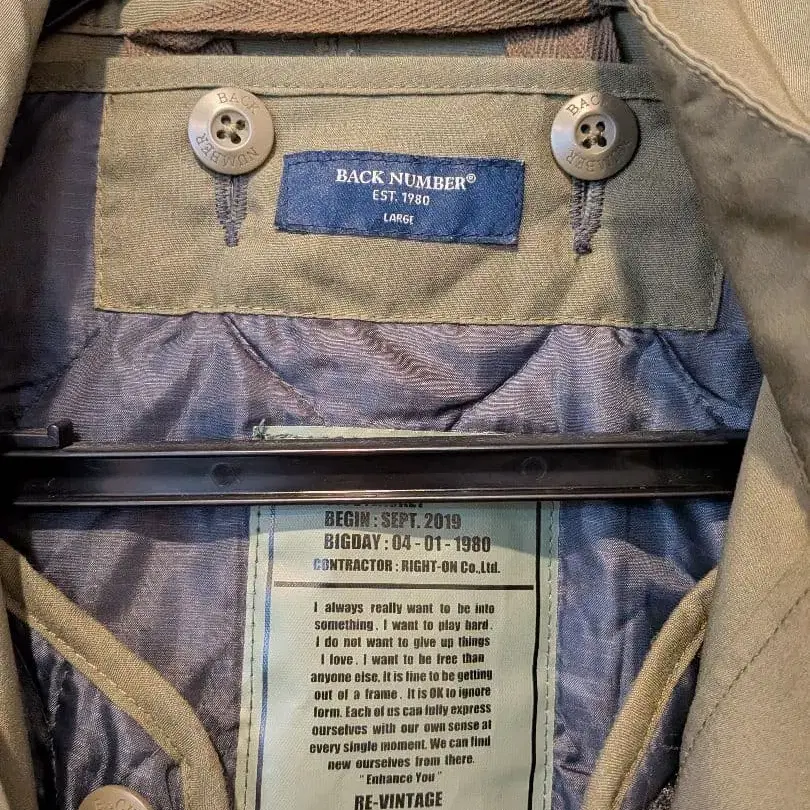 BACK
NUMBER
BACK
NUMBER
BACK NUMBER®
EST. 1980
LARGE
BEGIN : SEPT. 2019
BIGDAY : 04 - 01 - 1980
CONTRACTOR : RIGHT-ON Co.,Ltd.
I always really want to be into
something . I want to play hard .
I do not want to give up things
I love . I want to be free than
anyone else. It is fine to be getting
out of a frame . It is OK to ignore
form. Each of us can fully express
ourselves with our own sense at
every single moment. We can find
new ourselves from there.
"Enhance You"
RE-VINTAGE